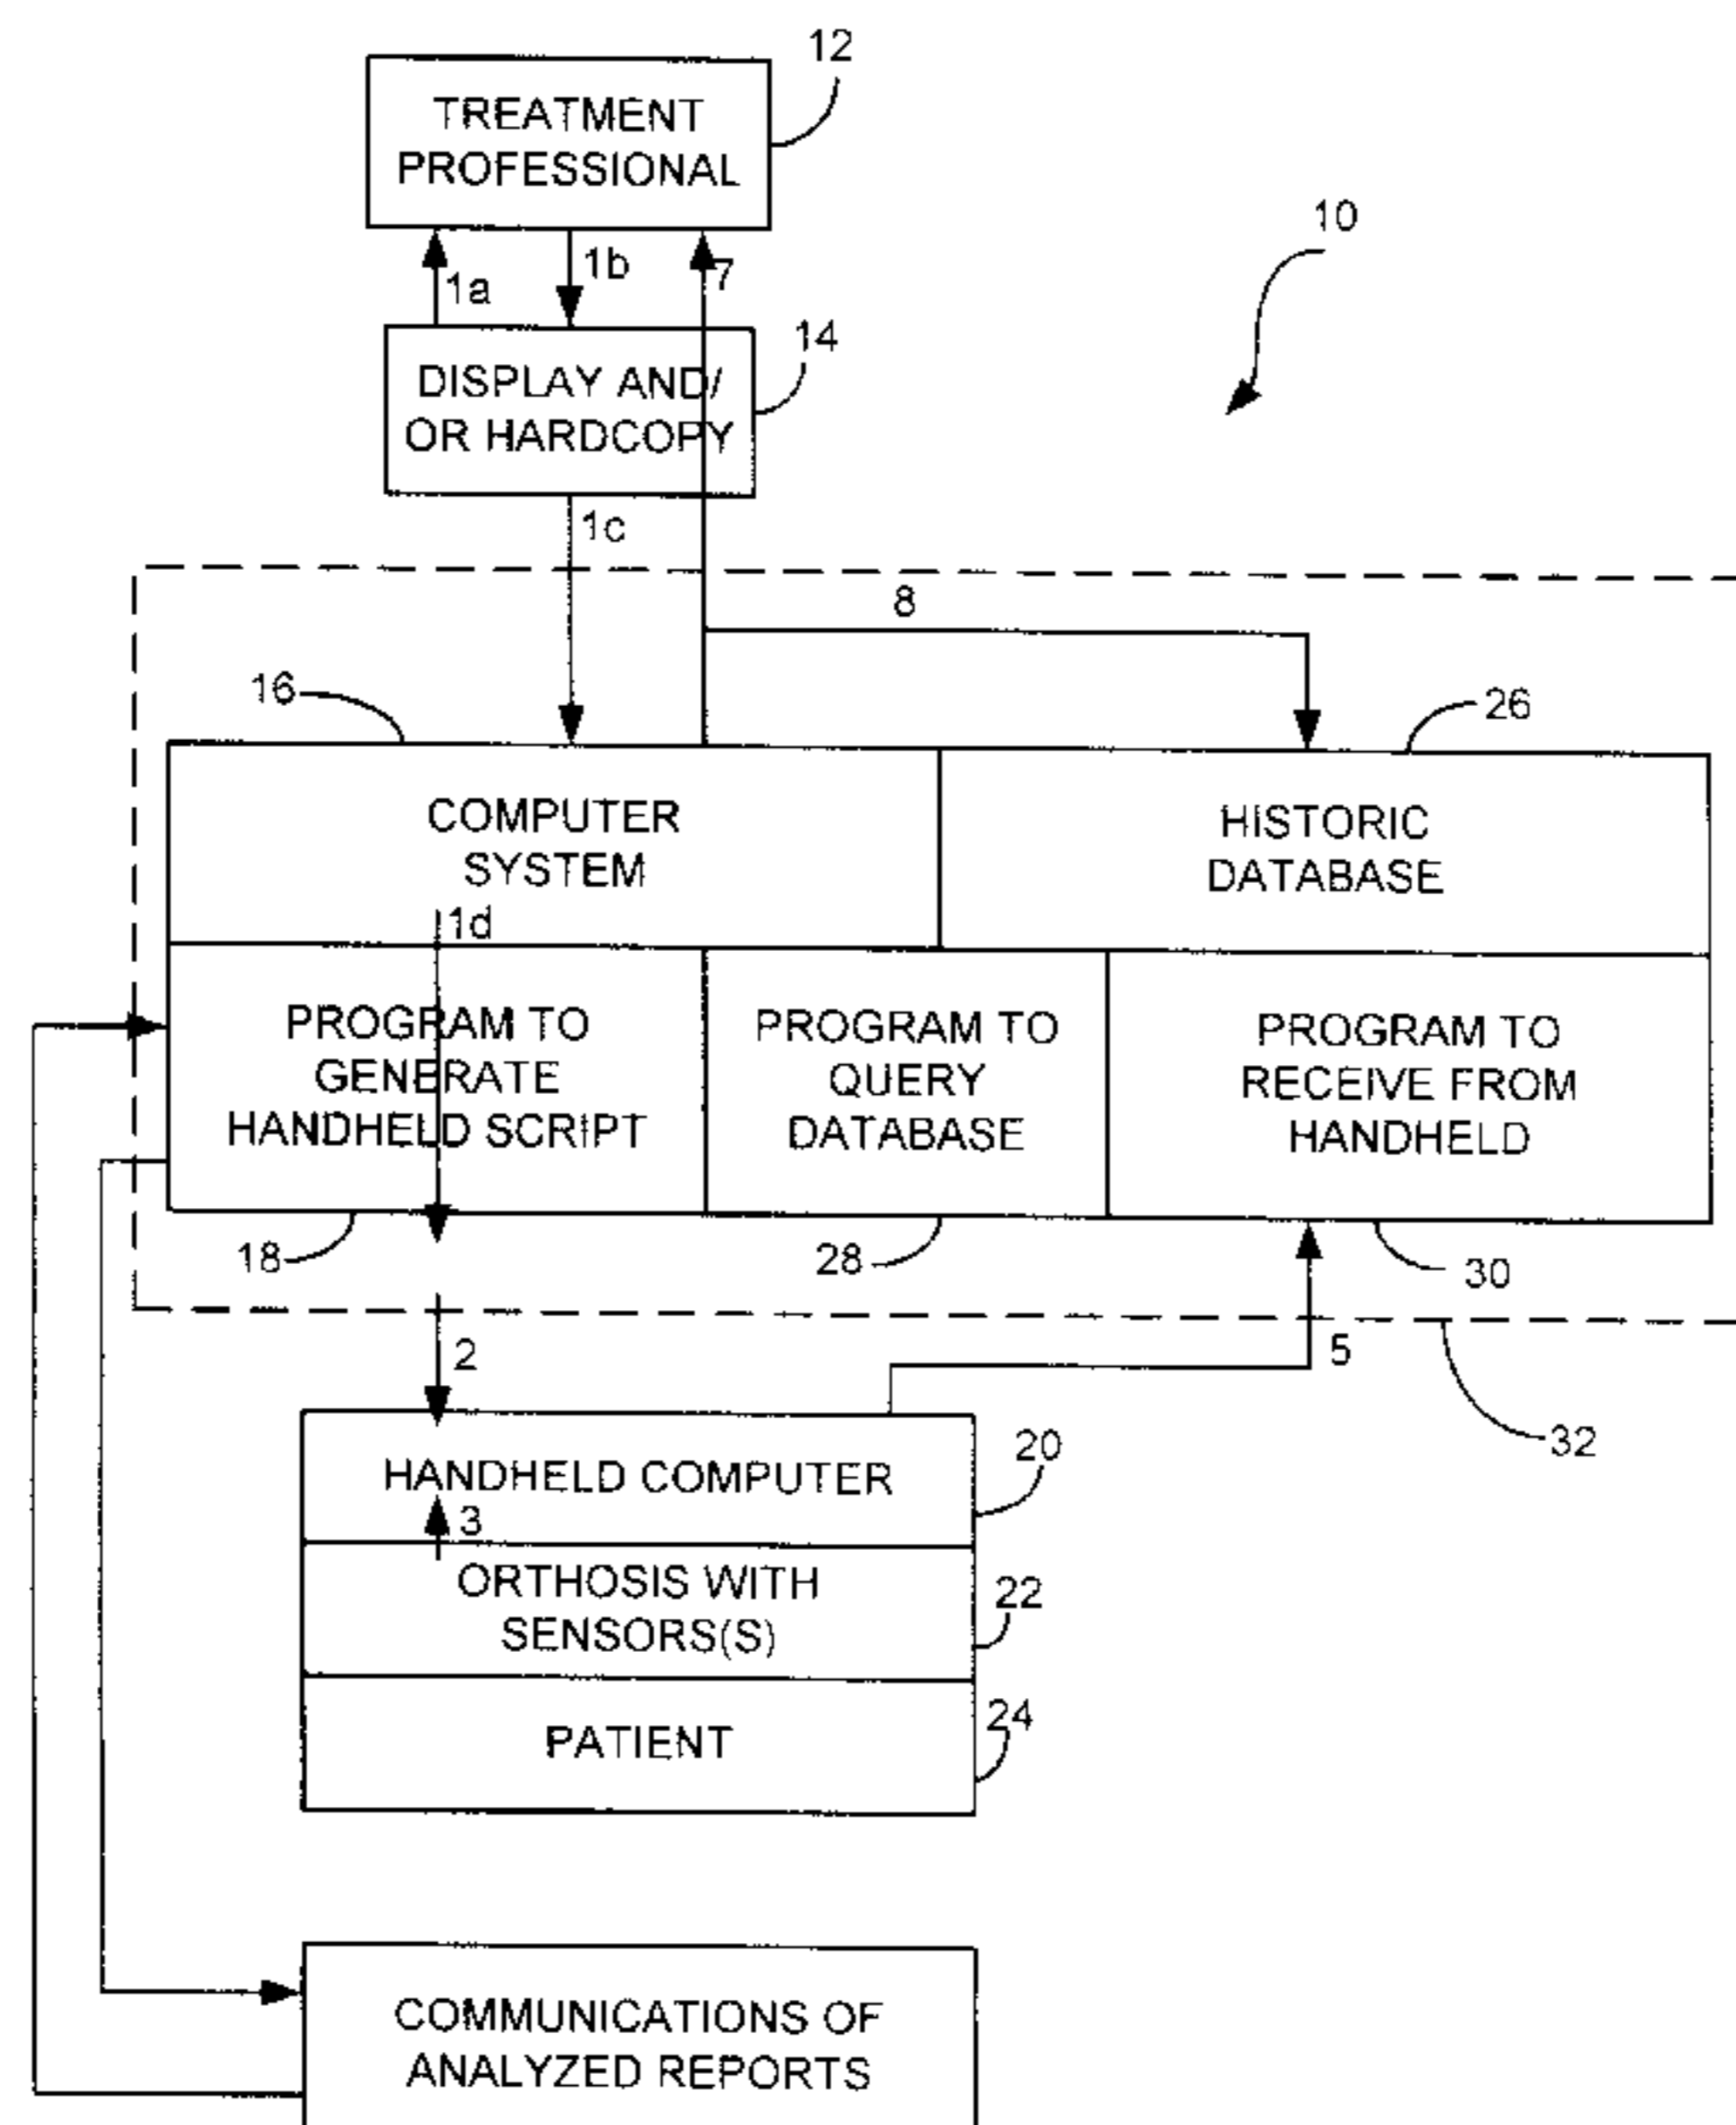 12
TREATMENT
PROFESSIONAL
10
1a
1b
7
14
DISPLAY AND/
OR HARDCOPY
1c
8
16
26
COMPUTER
SYSTEM
HISTORIC
DATABASE
1d
PROGRAM TO
GENERATE
HANDHELD SCRIPT
PROGRAM TO
QUERY
DATABASE
PROGRAM TO
RECEIVE FROM
HANDHELD
18
28
30
2
5
32
20
HANDHELD COMPUTER
3
ORTHOSIS WITH
SENSORS(S)
22
24
PATIENT
COMMUNICATIONS OF
ANALYZED REPORTS